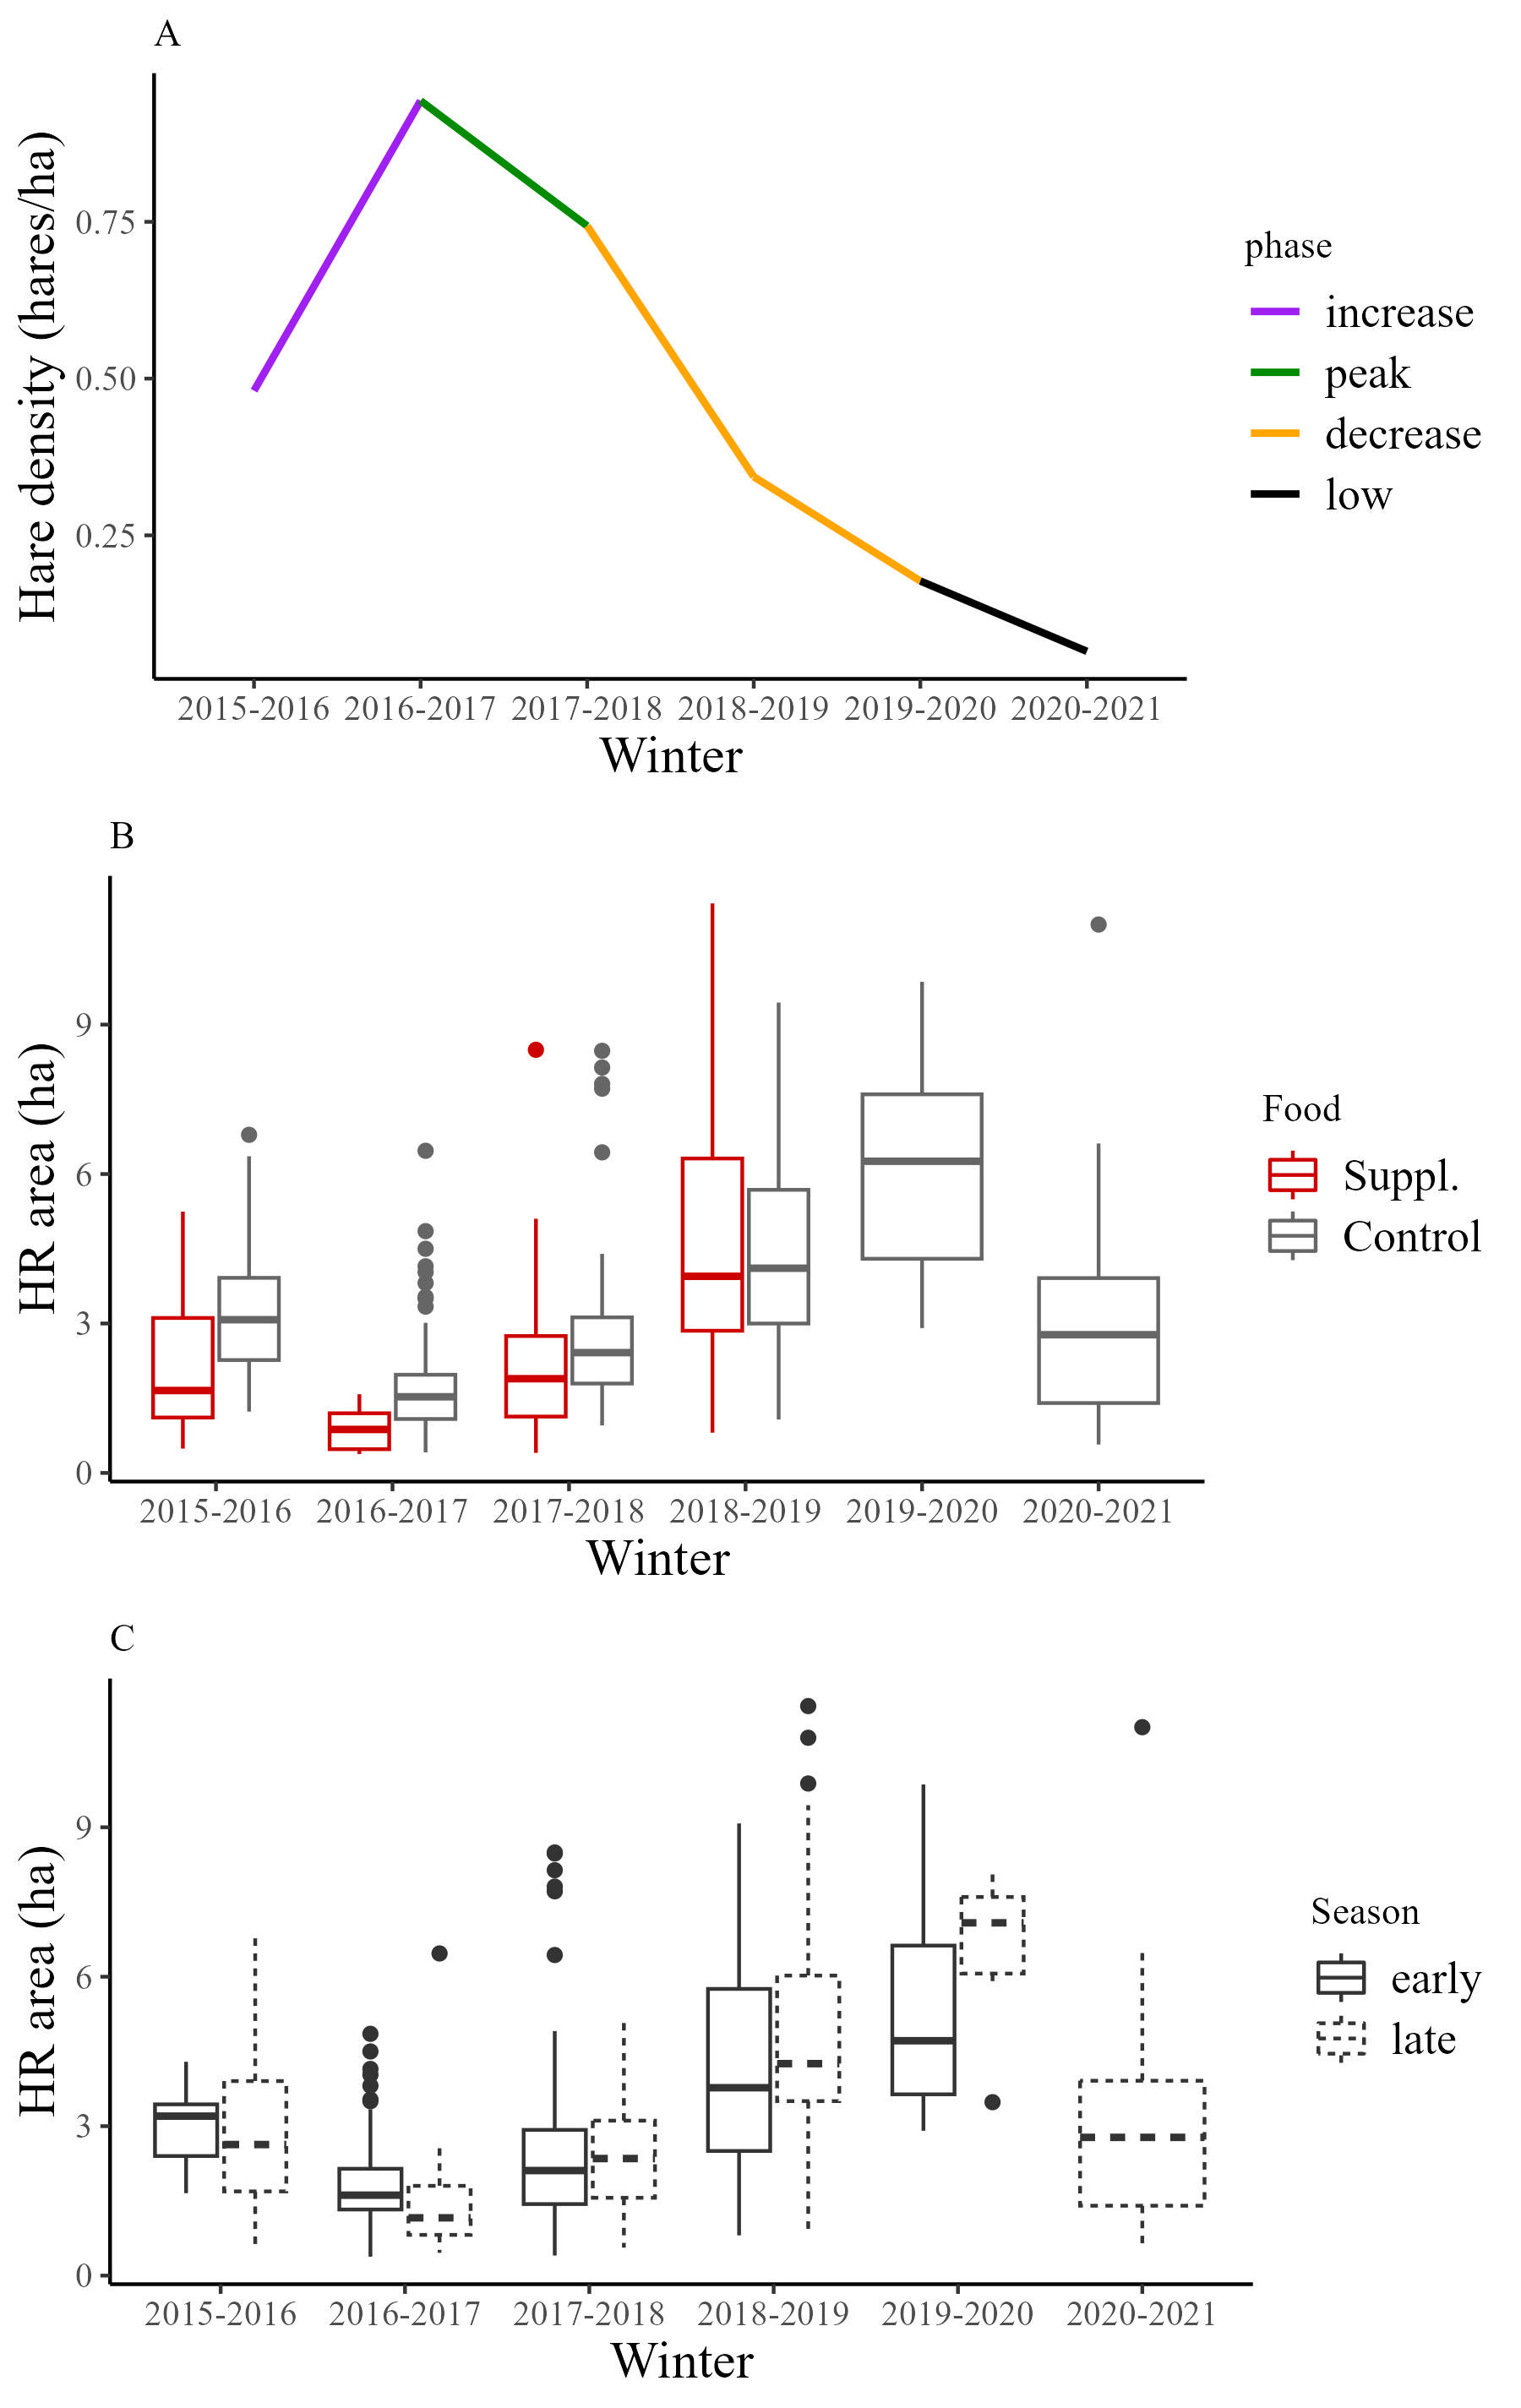 A
Hare density (hares/ha)
0.75
0.50
0.25
2015-2016 2016-2017 2017-2018 2018-2019 2019-2020 2020-2021
Winter
phase
increase
peak
decrease
low
B
HR area (ha)
9
6
3
0
2015-2016 2016-2017 2017-2018 2018-2019 2019-2020 2020-2021
Winter
Food
Suppl.
Control
C
HR area (ha)
9
6
3
0
2015-2016 2016-2017 2017-2018 2018-2019 2019-2020 2020-2021
Winter
Season
early
late